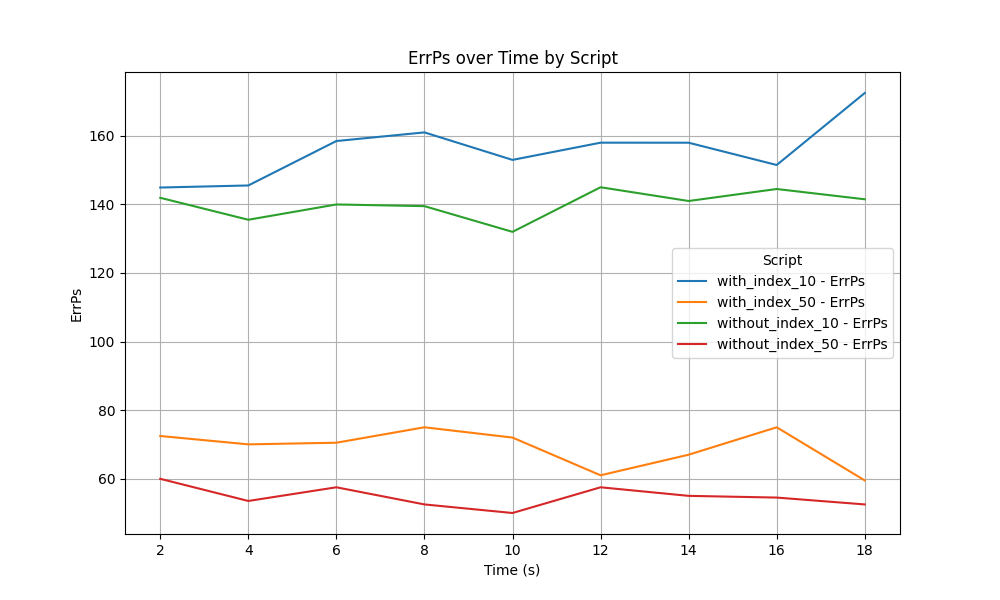 ErrPs over Time by Script
ErrPs
160
140
120
100
80
60
Script
with_index_10 - ErrPs
with_index_50 - ErrPs
without_index_10 - ErrPs
without_index_50 - ErrPs
2 4 6 8 10 12 14 16 18
Time (s)